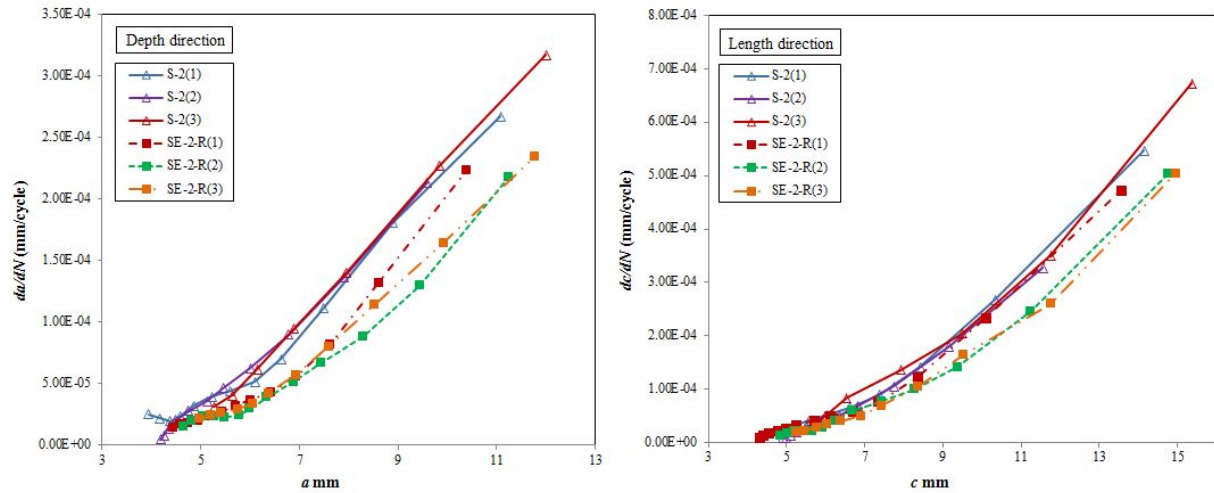 Depth direction
S-2(1)
S-2(2)
S-2(3)
SE-2-R(1)
SE-2-R(2)
SE-2-R(3)
3.50E-04
3.00E-04
2.50E-04
2.00E-04
1.50E-04
1.00E-04
5.00E-05
0.00E+00
da/dN (mm/cycle)
3 5 7 9 11 13
a mm
Length direction
S-2(1)
S-2(2)
S-2(3)
SE-2-R(1)
SE-2-R(2)
SE-2-R(3)
8.00E-04
7.00E-04
6.00E-04
5.00E-04
4.00E-04
3.00E-04
2.00E-04
1.00E-04
0.00E+00
dc/dN (mm/cycle)
3 5 7 9 11 13 15
c mm